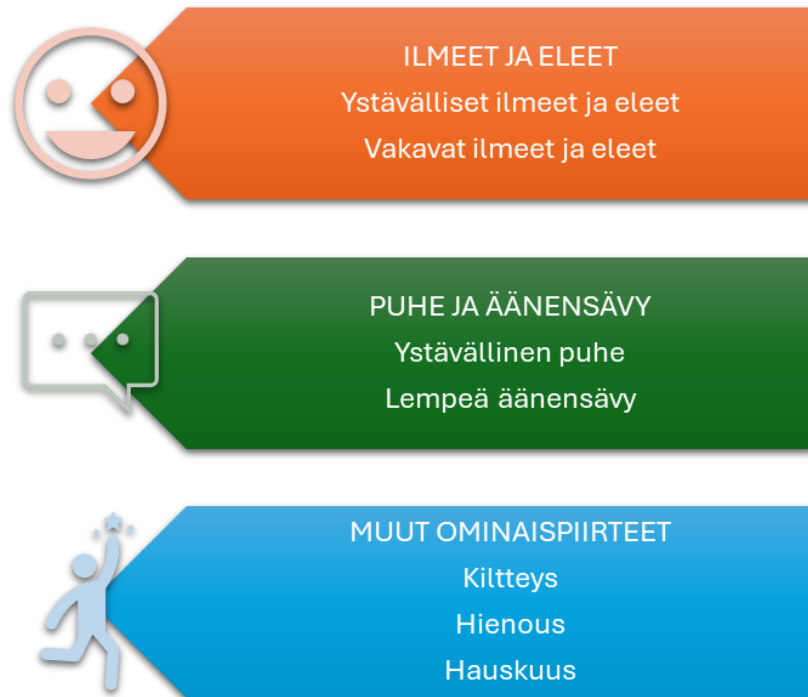 ILMEET JA ELEET
Ystävälliset ilmeet ja eleet
Vakavat ilmeet ja eleet
PUHE JA ÄÄNENSÄVY
Ystävällinen puhe
Lempeä äänensävy
MUUT OMINAISPIIRTEET
Kiltteys
Hienous
Hauskuus